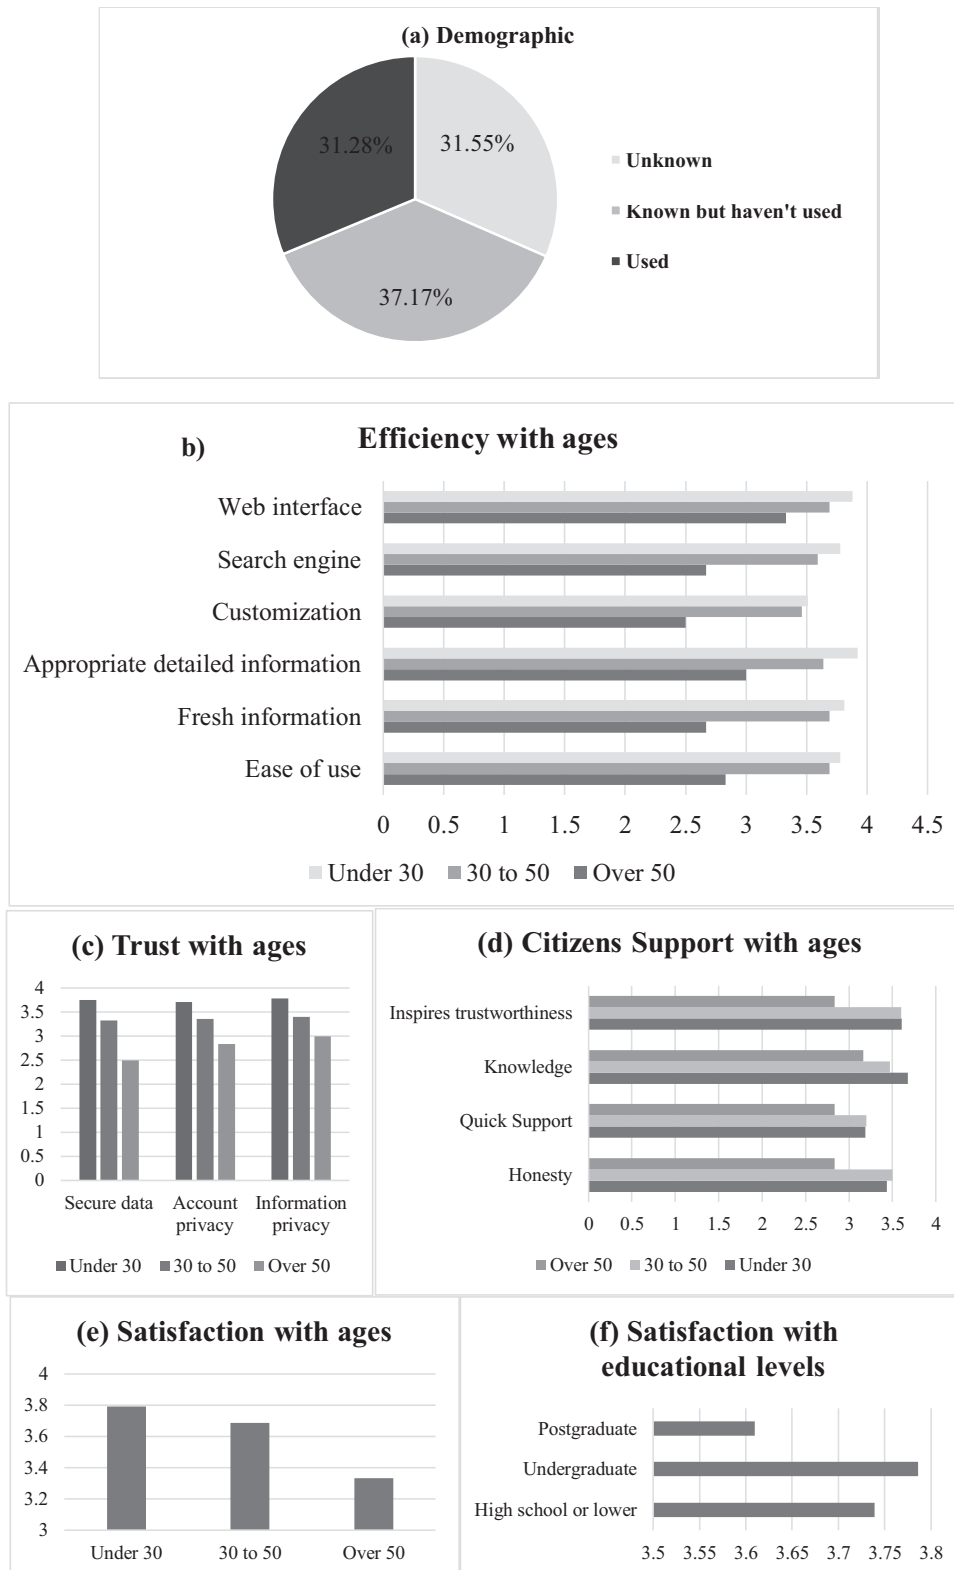 (a) Demographic
31.28%
31.55%
37.17%
Unknown
Known but haven't used
Used
b)
Efficiency with ages
Web interface
Search engine
Customization
Appropriate detailed information
Fresh information
Ease of use
0 0.5 1 1.5 2 2.5 3 3.5 4 4.5
Under 30 30 to 50 Over 50
(c) Trust with ages
4
3.5
3
2.5
2
1.5
1
0.5
0
Secure data Account Information
privacy privacy
Under 30 30 to 50 Over 50
(d) Citizens Support with ages
Inspires trustworthiness
Knowledge
Quick Support
Honesty
0 0.5 1 1.5 2 2.5 3 3.5 4
Over 50 30 to 50 Under 30
(e) Satisfaction with ages
4
3.8
3.6
3.4
3.2
3
Under 30 30 to 50 Over 50
(f) Satisfaction with
educational levels
Postgraduate
Undergraduate
High school or lower
3.5 3.55 3.6 3.65 3.7 3.75 3.8